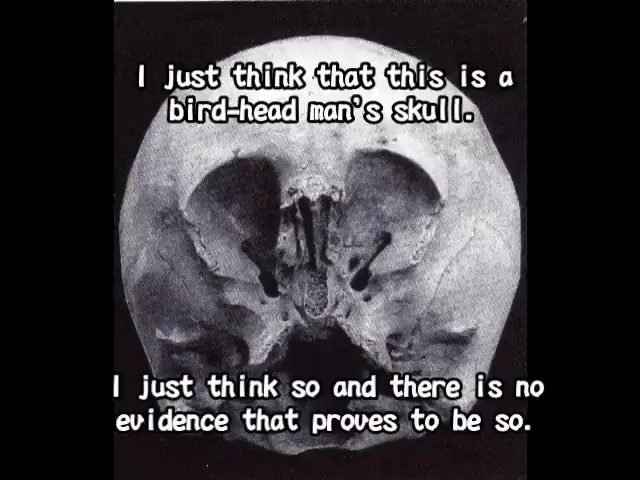 I just think that this is a
bird-head man's skull.
I just think so and there is no
evidence that proves to be so.